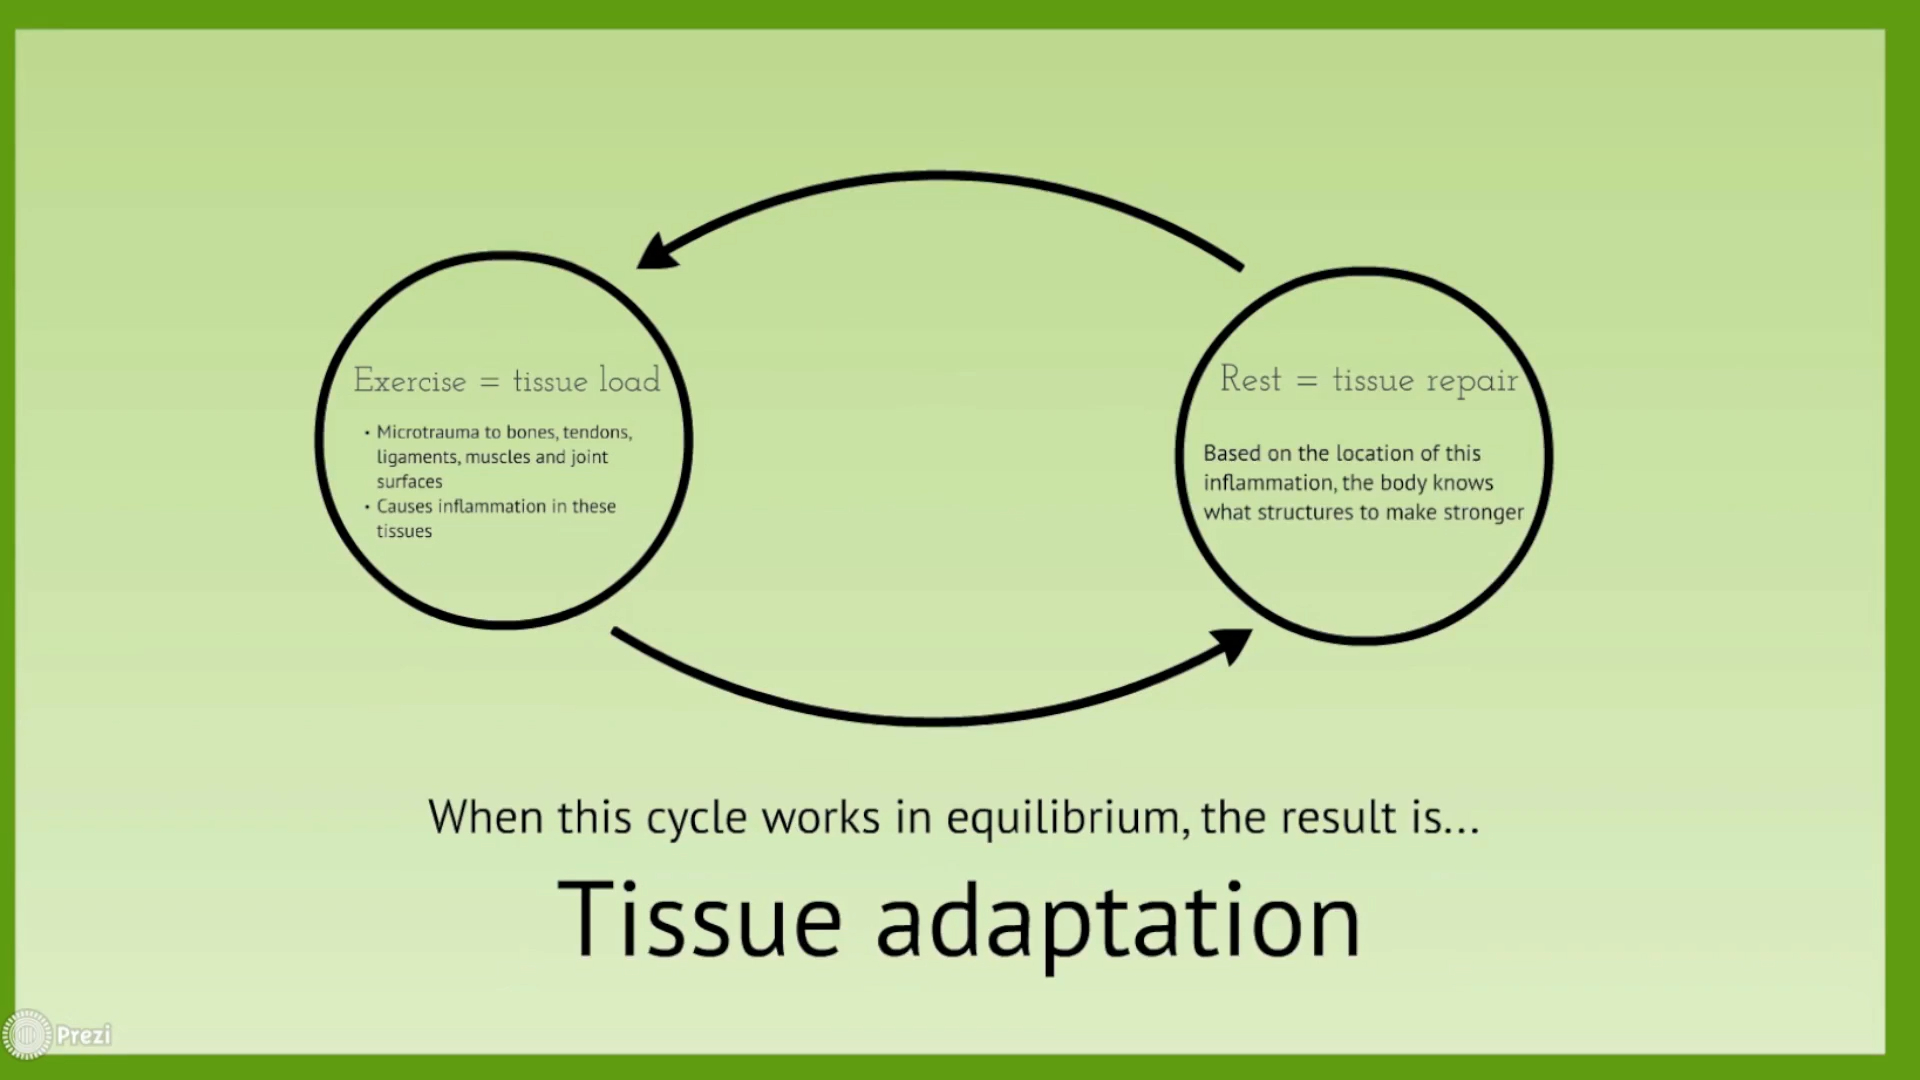 Exercise = tissue load
• Microtrauma to bones, tendons,
ligaments, muscles and joint
surfaces
• Causes inflammation in these
tissues
Rest = tissue repair
Based on the location of this
inflammation, the body knows
what structures to make stronger
When this cycle works in equilibrium, the result is...
Tissue adaptation
Prezi